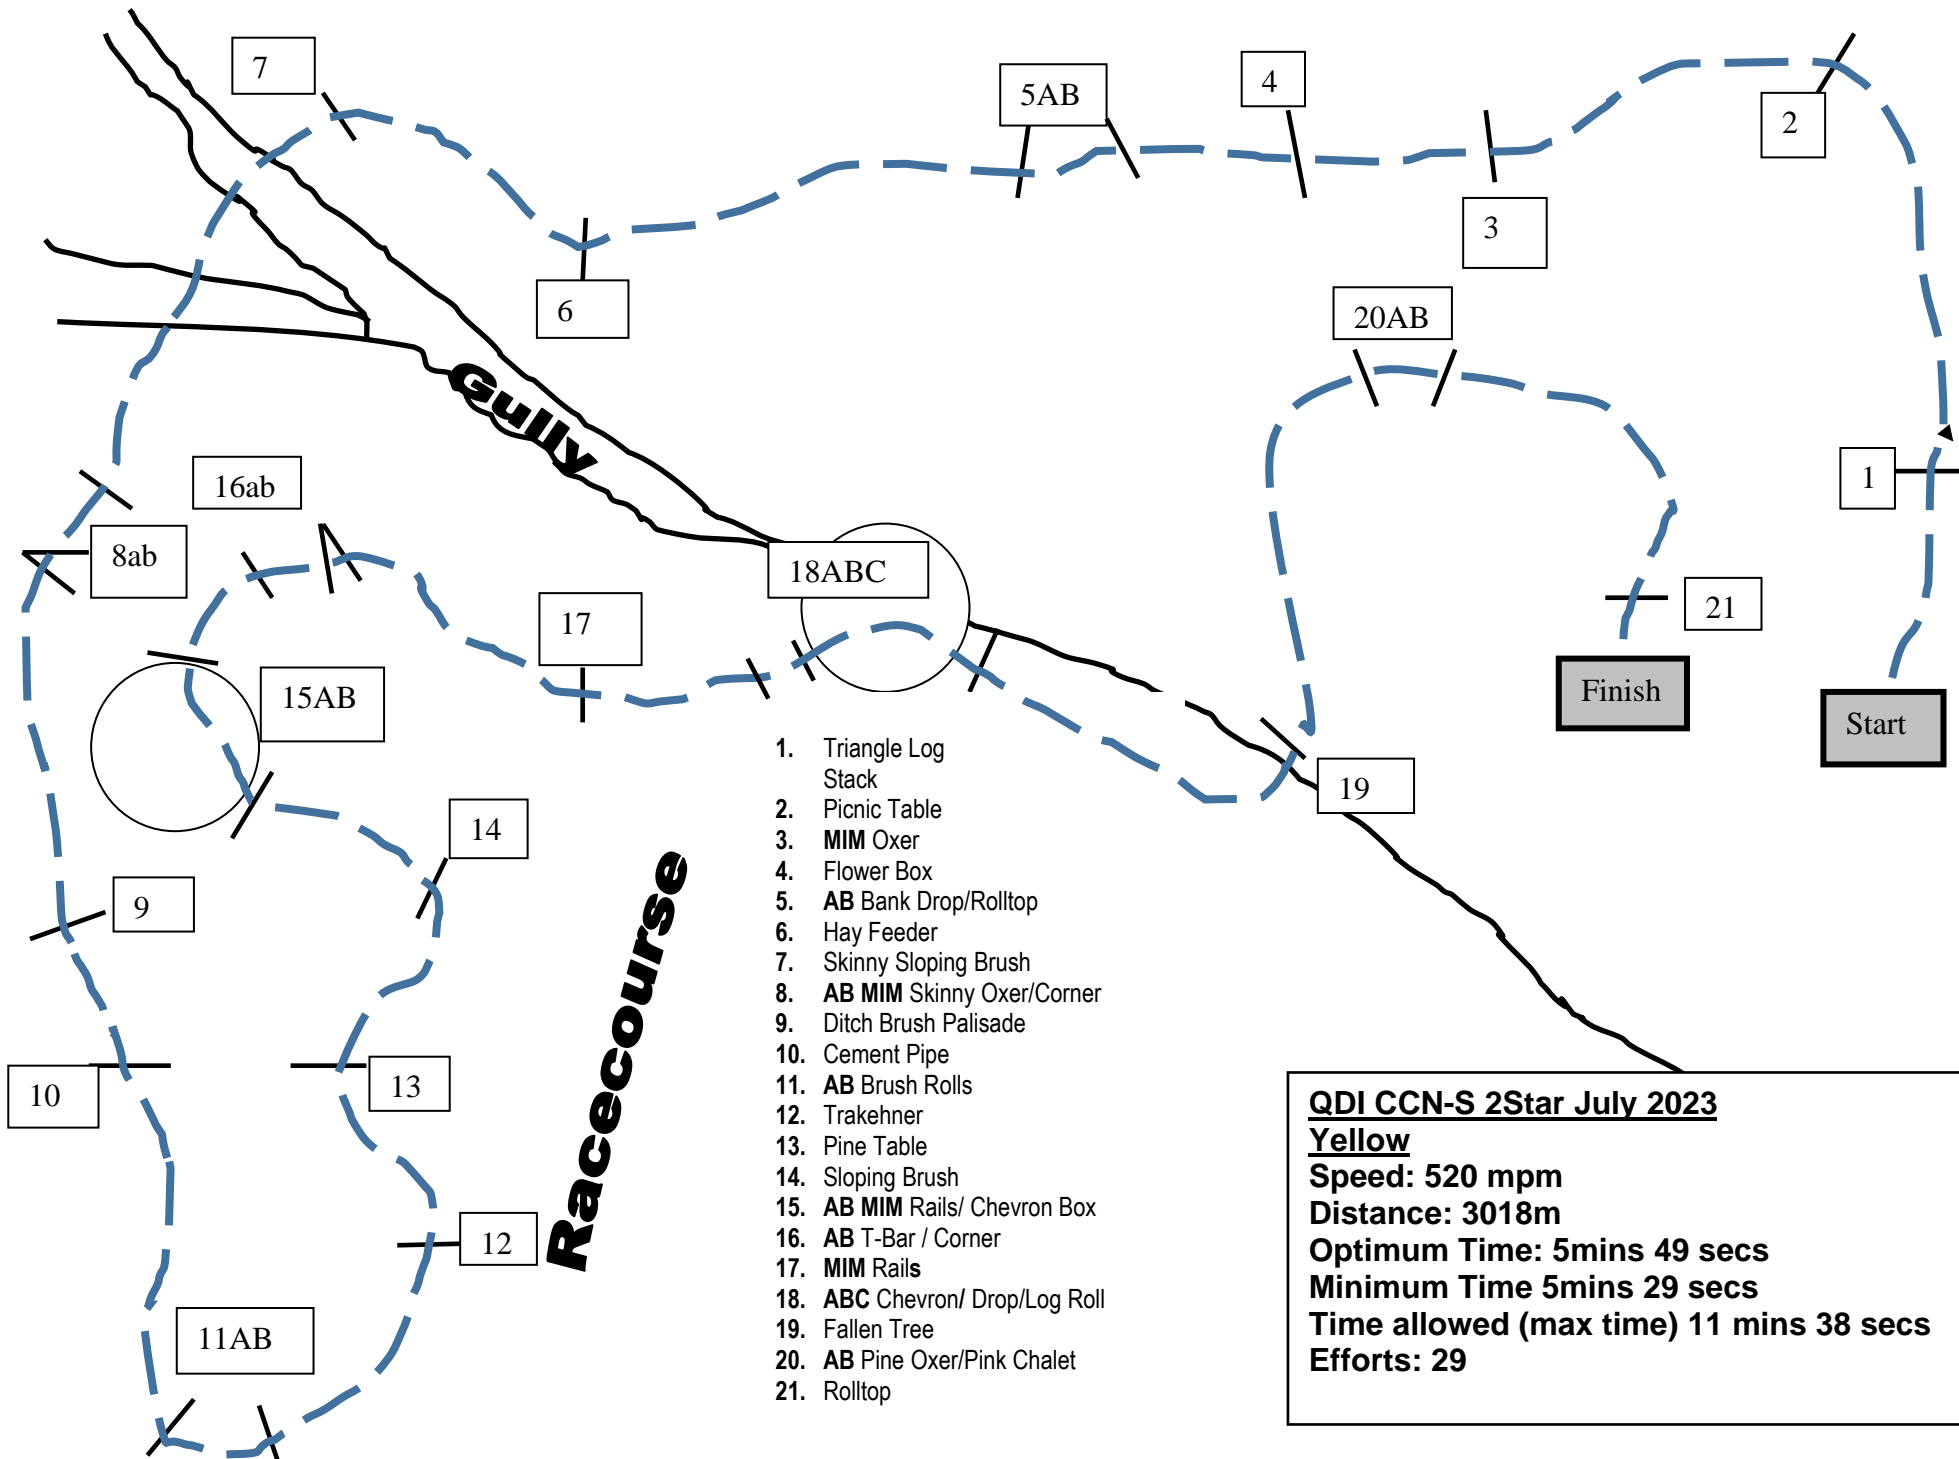 7
5AB
4
2
3
6
20AB
Gully
1
16ab
8ab
18ABC
17
21
15AB
Finish
Start
19
14
9
10
13
12
11AB
Racecourse
1. Triangle Log
Stack
2. Picnic Table
3. MIM Oxer
4. Flower Box
5. AB Bank Drop/Rolltop
6. Hay Feeder
7. Skinny Sloping Brush
8. AB MIM Skinny Oxer/Corner
9. Ditch Brush Palisade
10. Cement Pipe
11. AB Brush Rolls
12. Trakehner
13. Pine Table
14. Sloping Brush
15. AB MIM Rails/ Chevron Box
16. AB T-Bar / Corner
17. MIM Rails
18. ABC Chevron/ Drop/Log Roll
19. Fallen Tree
20. AB Pine Oxer/Pink Chalet
21. Rolltop
QDI CCN-S 2Star July 2023
Yellow
Speed: 520 mpm
Distance: 3018m
Optimum Time: 5mins 49 secs
Minimum Time 5mins 29 secs
Time allowed (max time) 11 mins 38 secs
Efforts: 29